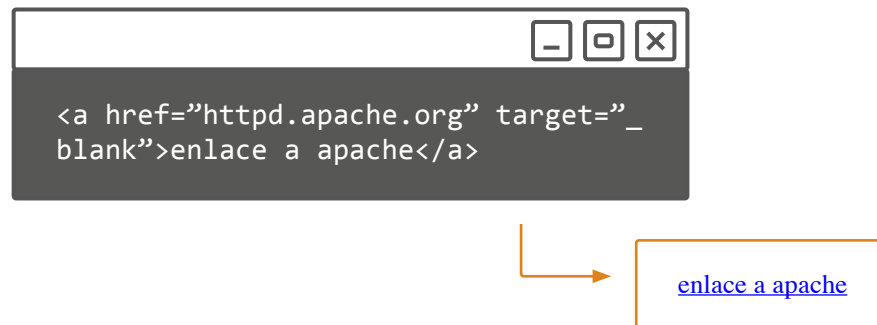 <a href=”httpd.apache.org” target=”_
blank”>enlace a apache</a>
enlace a apache